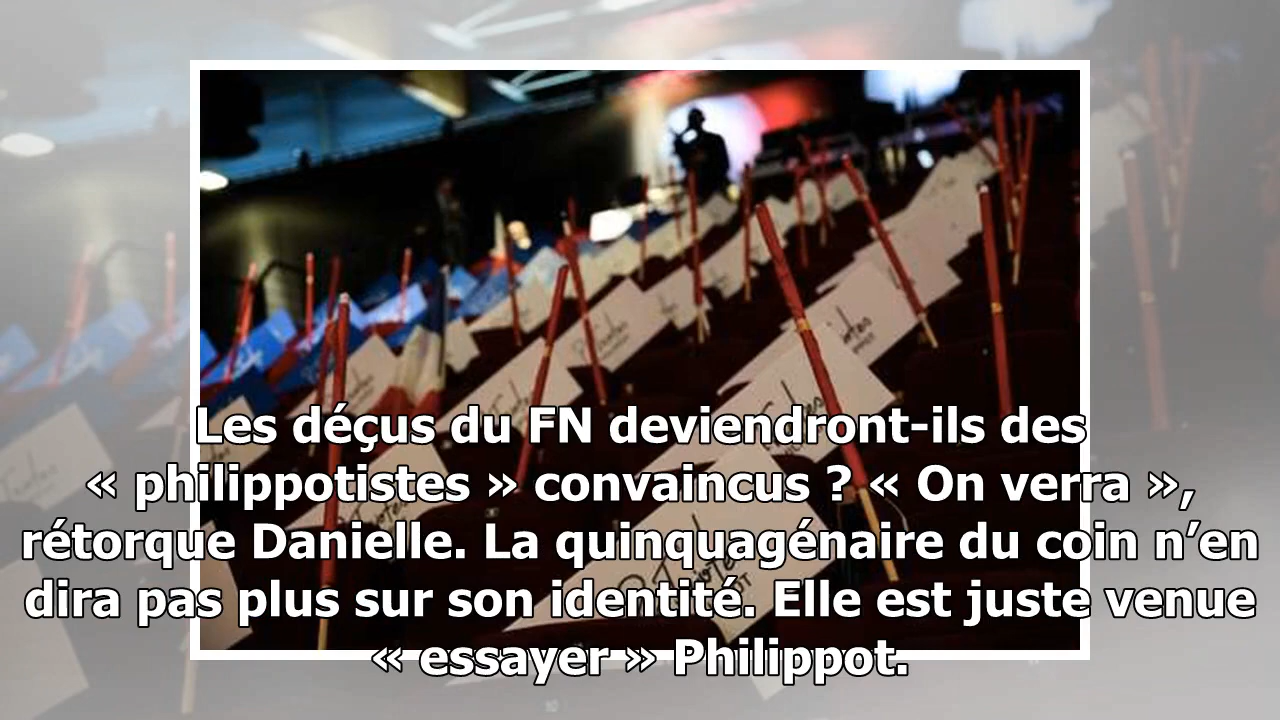 Les déçus du FN deviendront-ils des
« philippotistes » convaincus ? « On verra »,
rétorque Danielle. La quinquagénaire du coin n’en
dira pas plus sur son identité. Elle est juste venue
« essayer » Philippot.